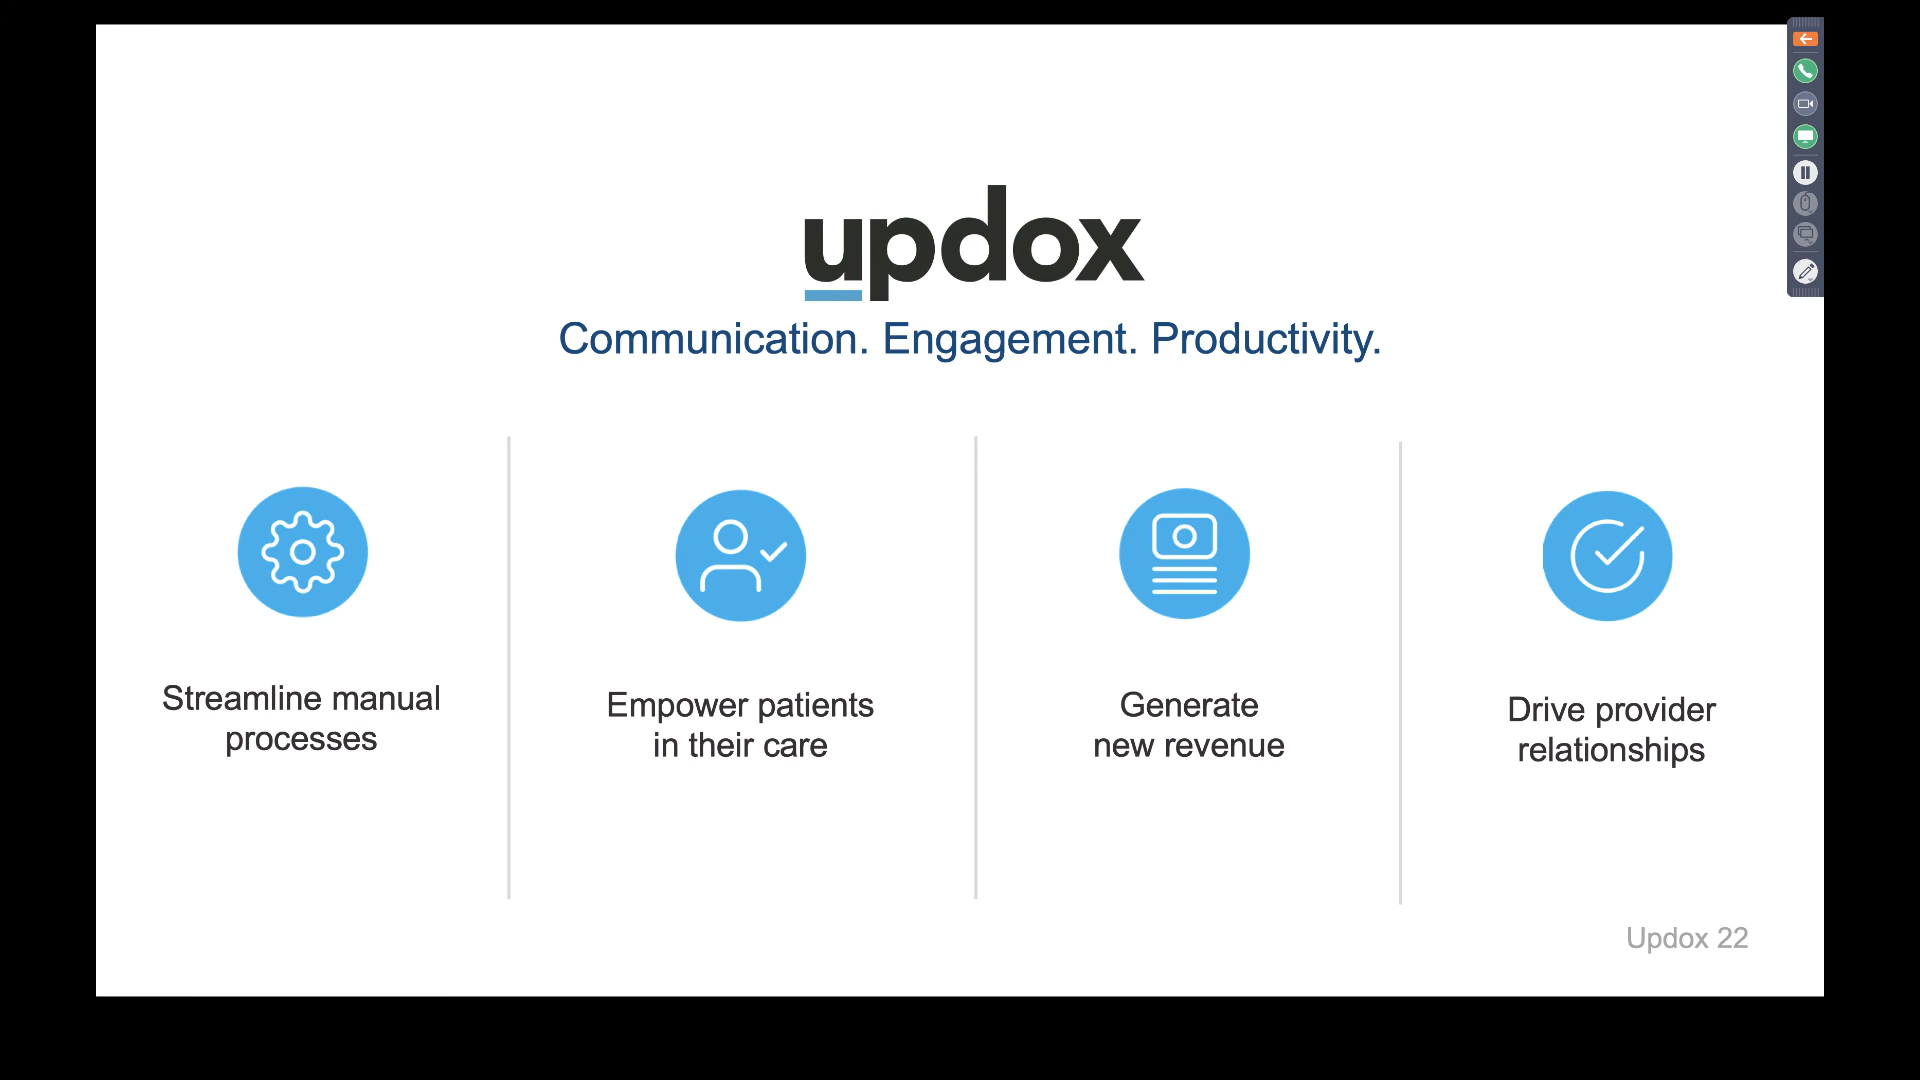 updox
Communication. Engagement. Productivity.
Streamline manual
processes
Empower patients
in their care
Generate
new revenue
Drive provider
relationships
Updox 22